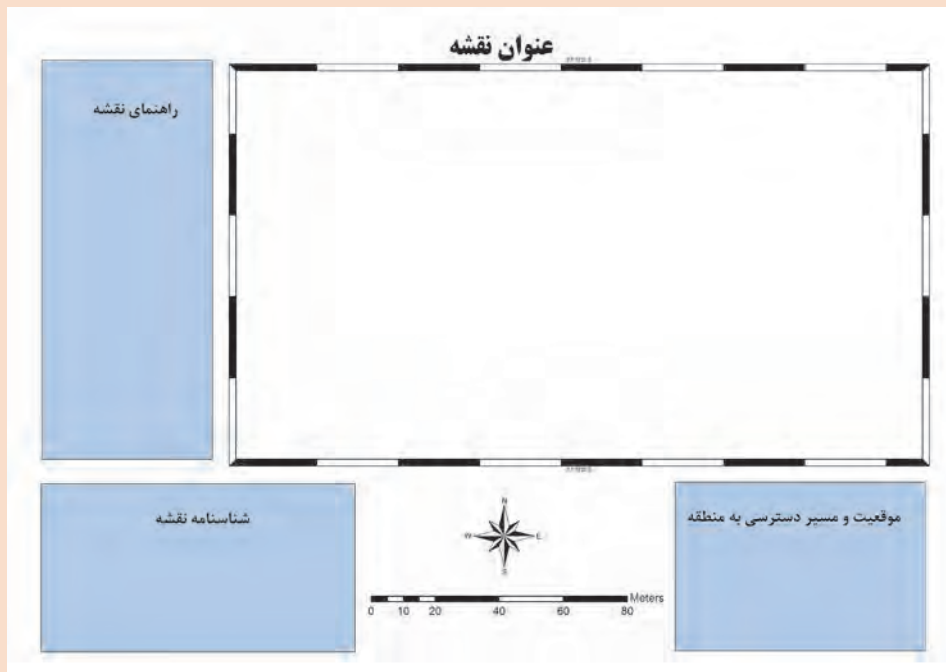 عنوان نقشه
راهنمای نقشه
موقعیت و مسیر دسترسی به منطقه
N
W E
S
شناسنامه نقشه
Meters
0 10 20 40 60 80